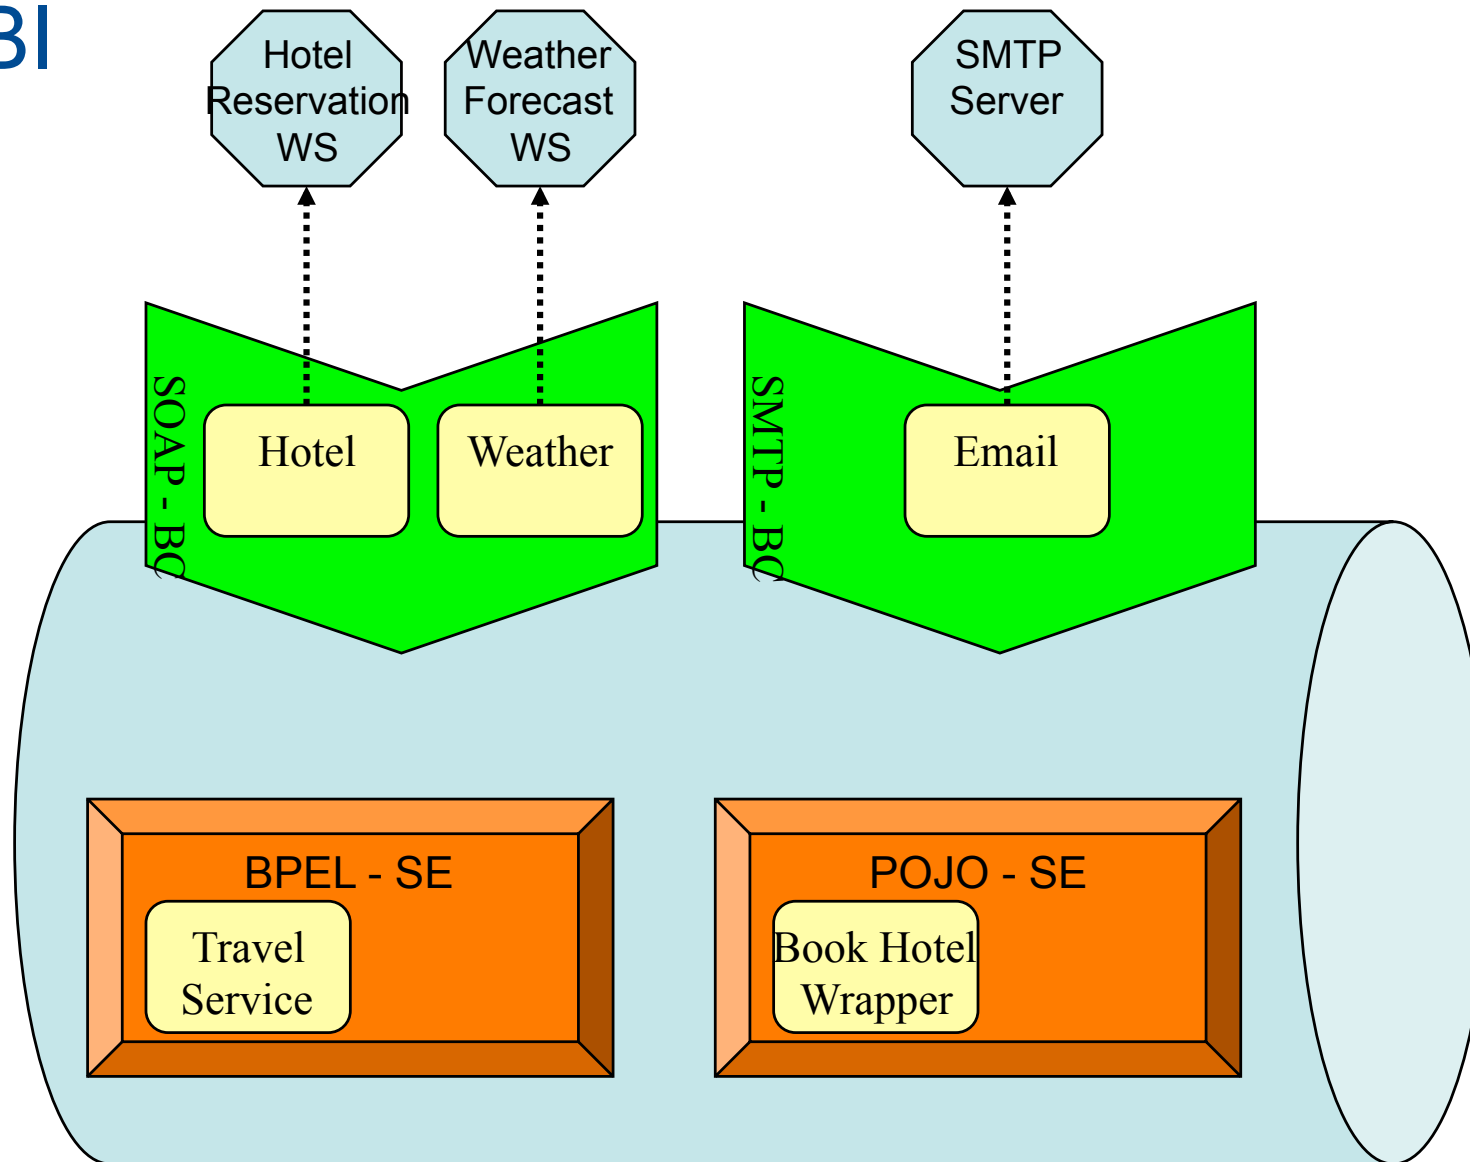 BI
Hotel
Reservation
WS
Weather
Forecast
WS
SMTP
Server
SOAP - BC
Hotel
Weather
SMTP - BC
Email
BPEL - SE
Travel
Service
POJO - SE
Book Hotel
Wrapper